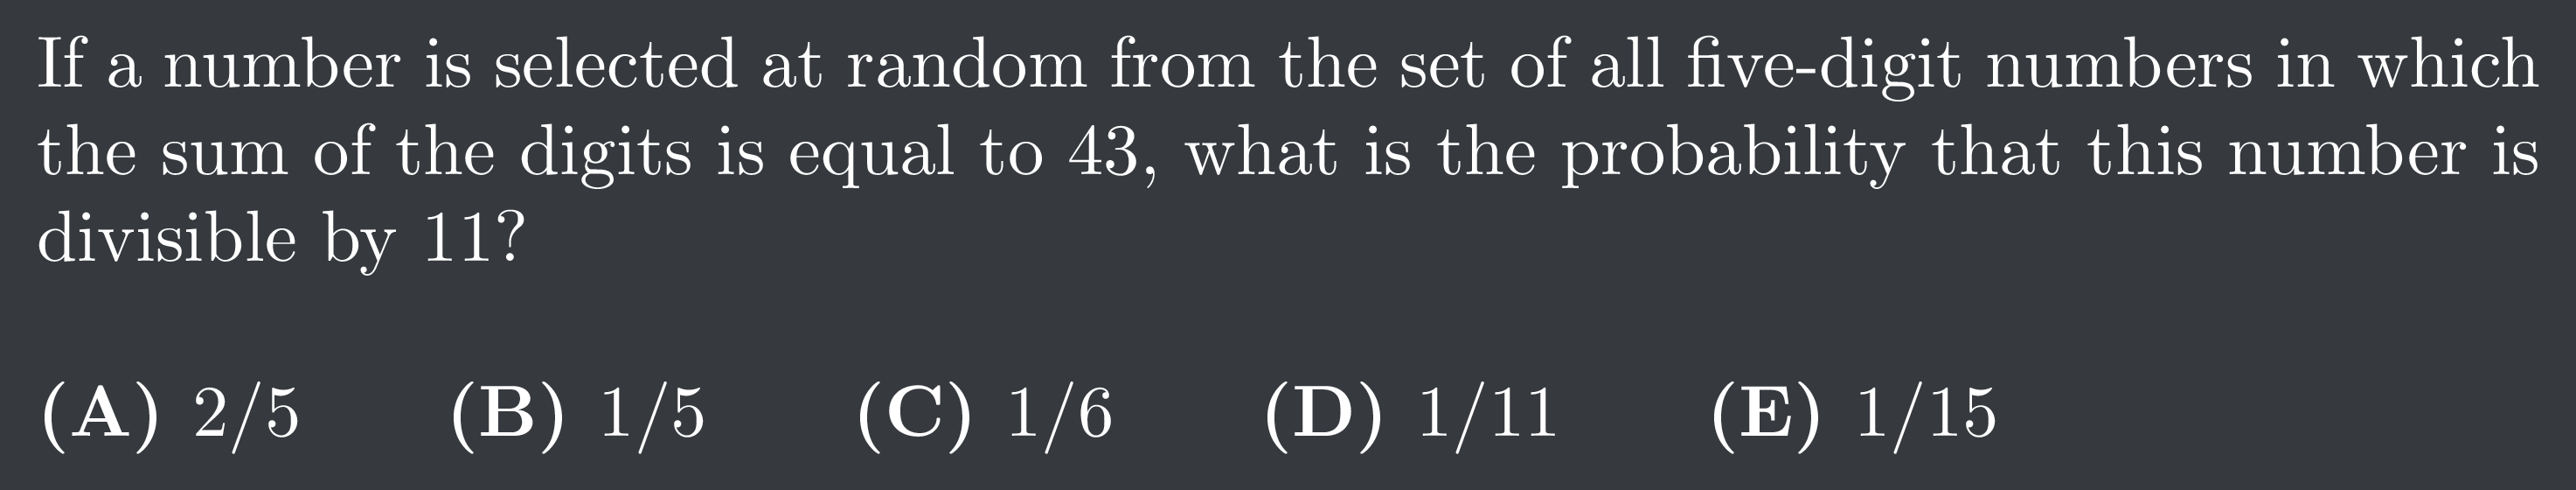 If a number is selected at random from the set of all five-digit numbers in which
the sum of the digits is equal to 43, what is the probability that this number is
divisible by 11?
(A) 2/5 (B) 1/5 (C) 1/6 (D) 1/11 (E) 1/15